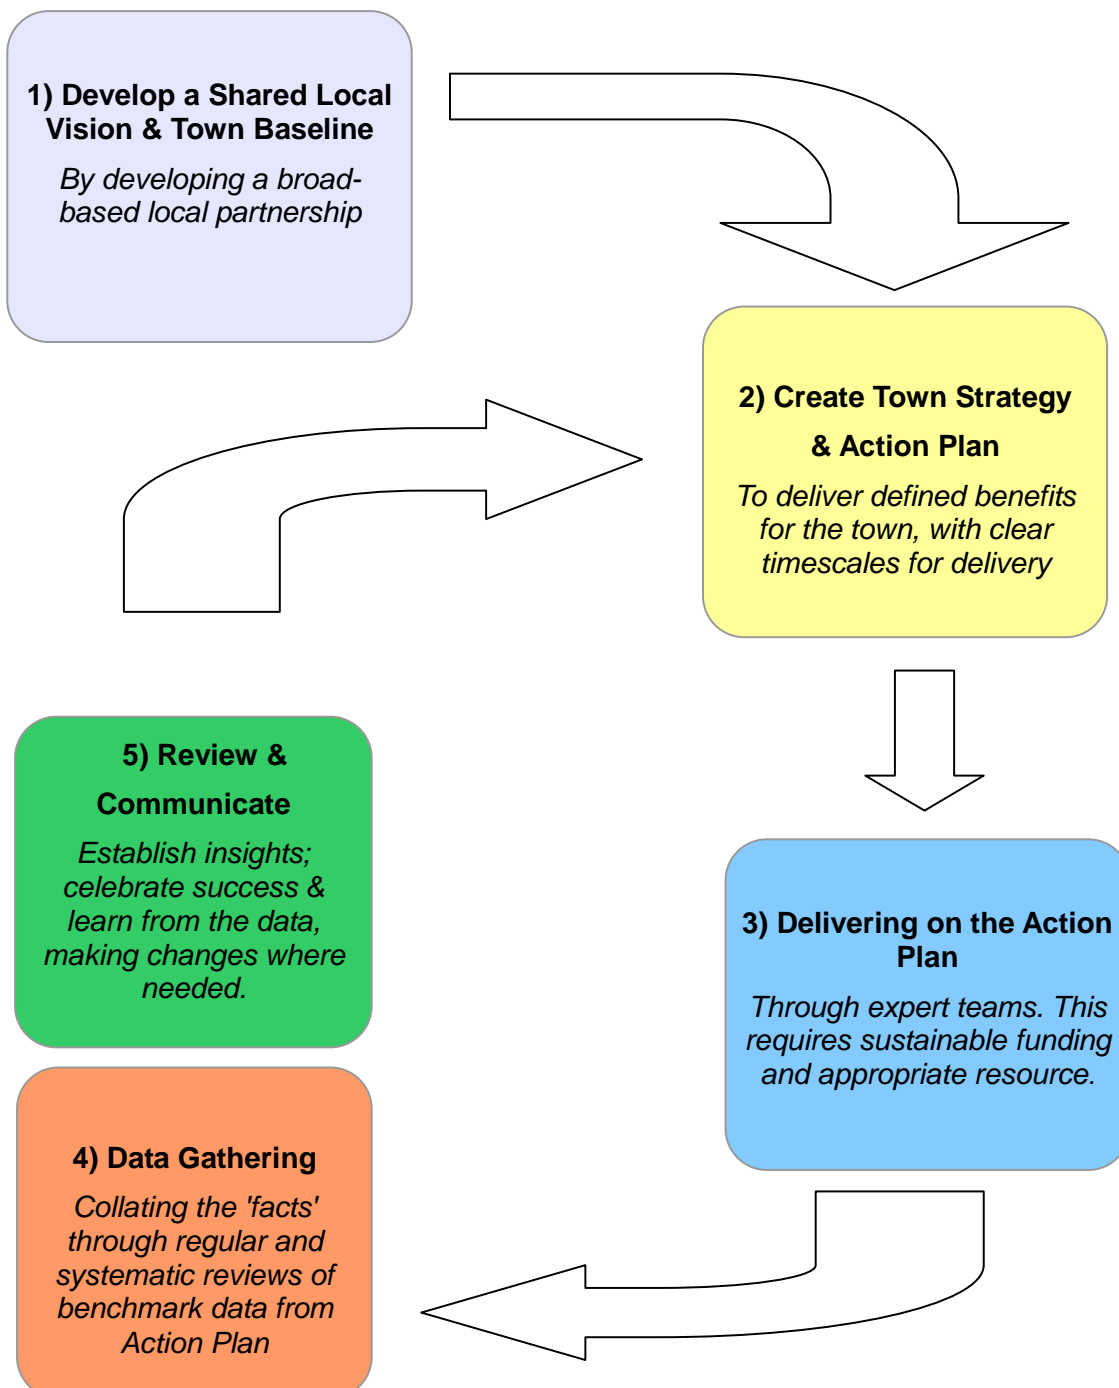 1) Develop a Shared Local
Vision & Town Baseline
By developing a broad-
based local partnership
2) Create Town Strategy
& Action Plan
To deliver defined benefits
for the town, with clear
timescales for delivery
3) Delivering on the Action
Plan
Through expert teams. This
requires sustainable funding
and appropriate resource.
4) Data Gathering
Collating the 'facts'
through regular and
systematic reviews of
benchmark data from
Action Plan
5) Review &
Communicate
Establish insights;
celebrate success &
learn from the data,
making changes where
needed.